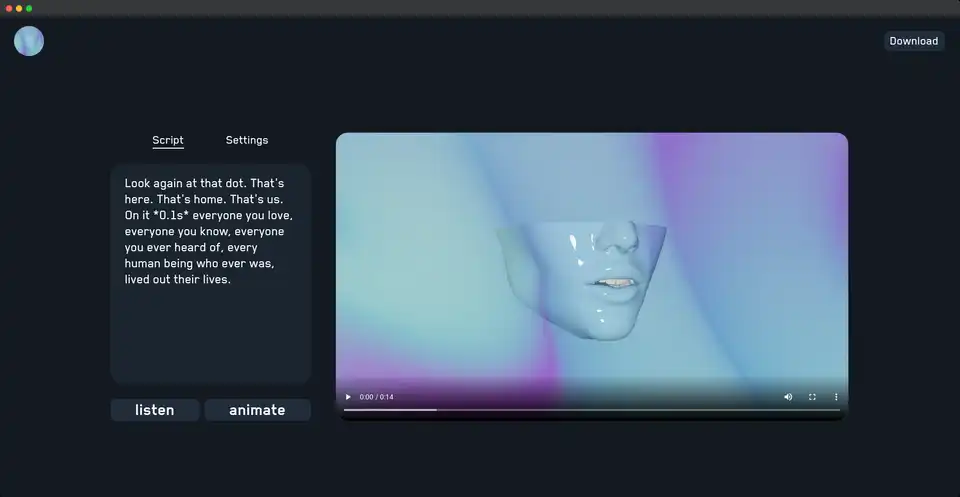 Download
Script
Settings
Look again at that dot. That's
here. That's home. That's us.
On it *0.1s* everyone you love,
everyone you know, everyone
you ever heard of, every
human being who ever was,
lived out their lives.
listen
animate
0:00 / 0:14